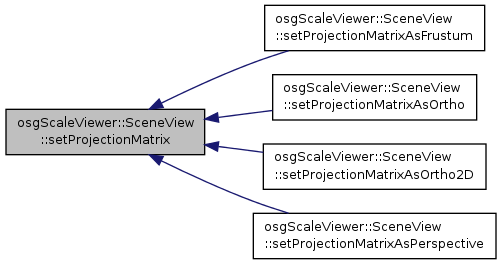 osgScaleViewer::SceneView
::setProjectionMatrixAsFrustum
osgScaleViewer::SceneView
::setProjectionMatrixAsOrtho
osgScaleViewer::SceneView
::setProjectionMatrix
osgScaleViewer::SceneView
::setProjectionMatrixAsOrtho2D
osgScaleViewer::SceneView
::setProjectionMatrixAsPerspective